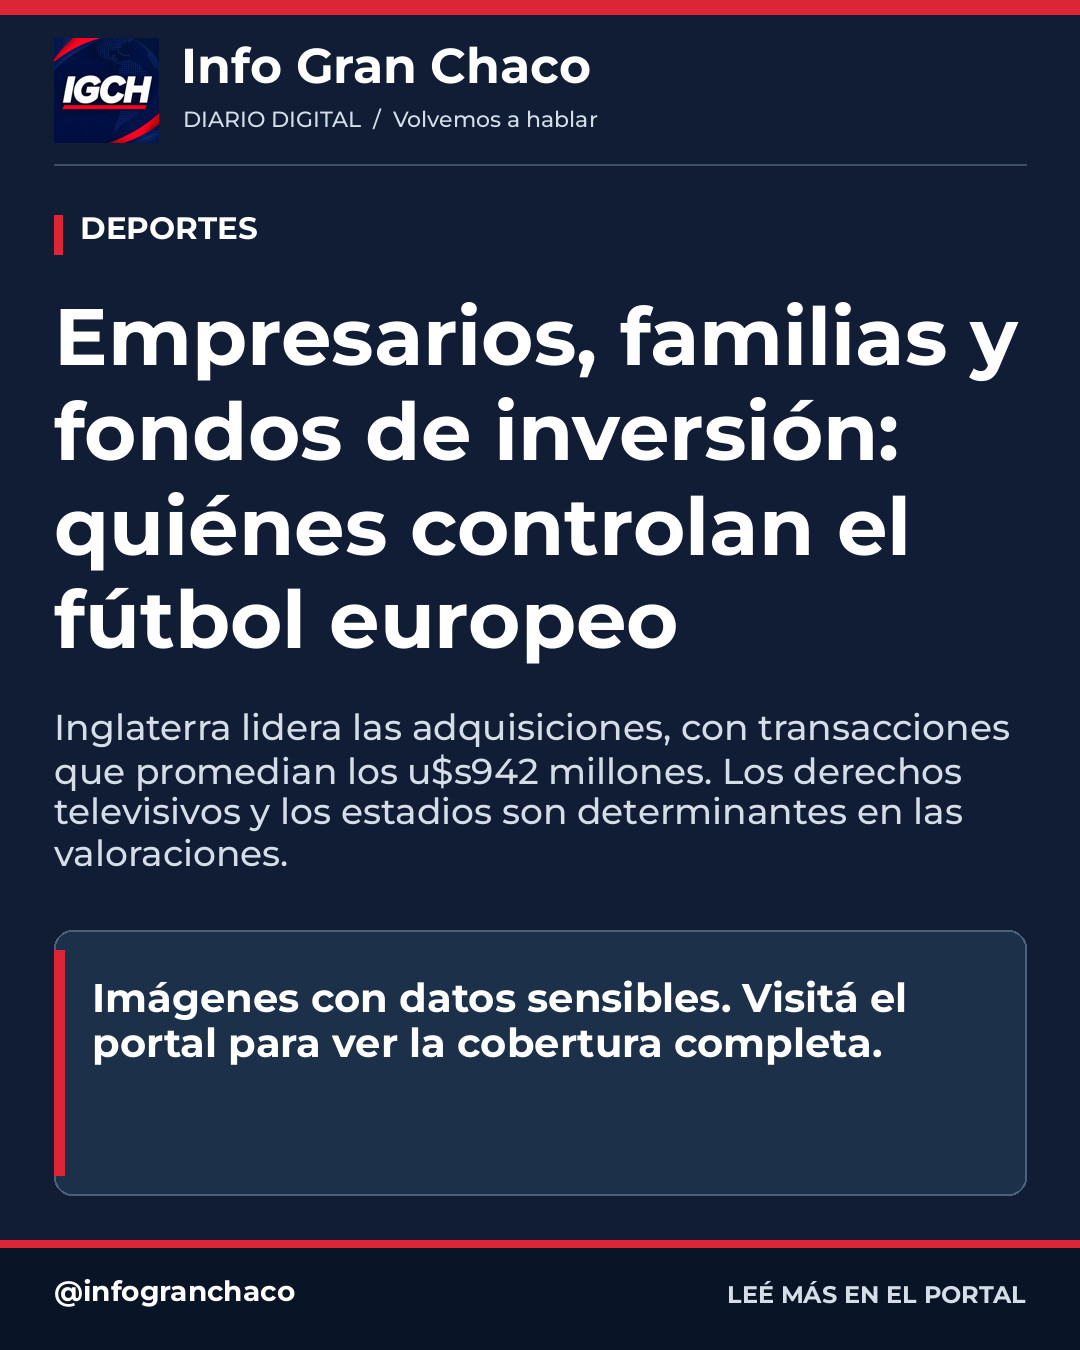 IGCH
Info Gran Chaco
DIARIO DIGITAL / Volvemos a hablar
DEPORTES
Empresarios, familias y
fondos de inversión:
quiénes controlan el
fútbol europeo
Inglaterra lidera las adquisiciones, con transacciones
que promedian los u$s942 millones. Los derechos
televisivos y los estadios son determinantes en las
valoraciones.
Imágenes con datos sensibles. Visitá el
portal para ver la cobertura completa.
@infogranchaco
LEÉ MÁS EN EL PORTAL